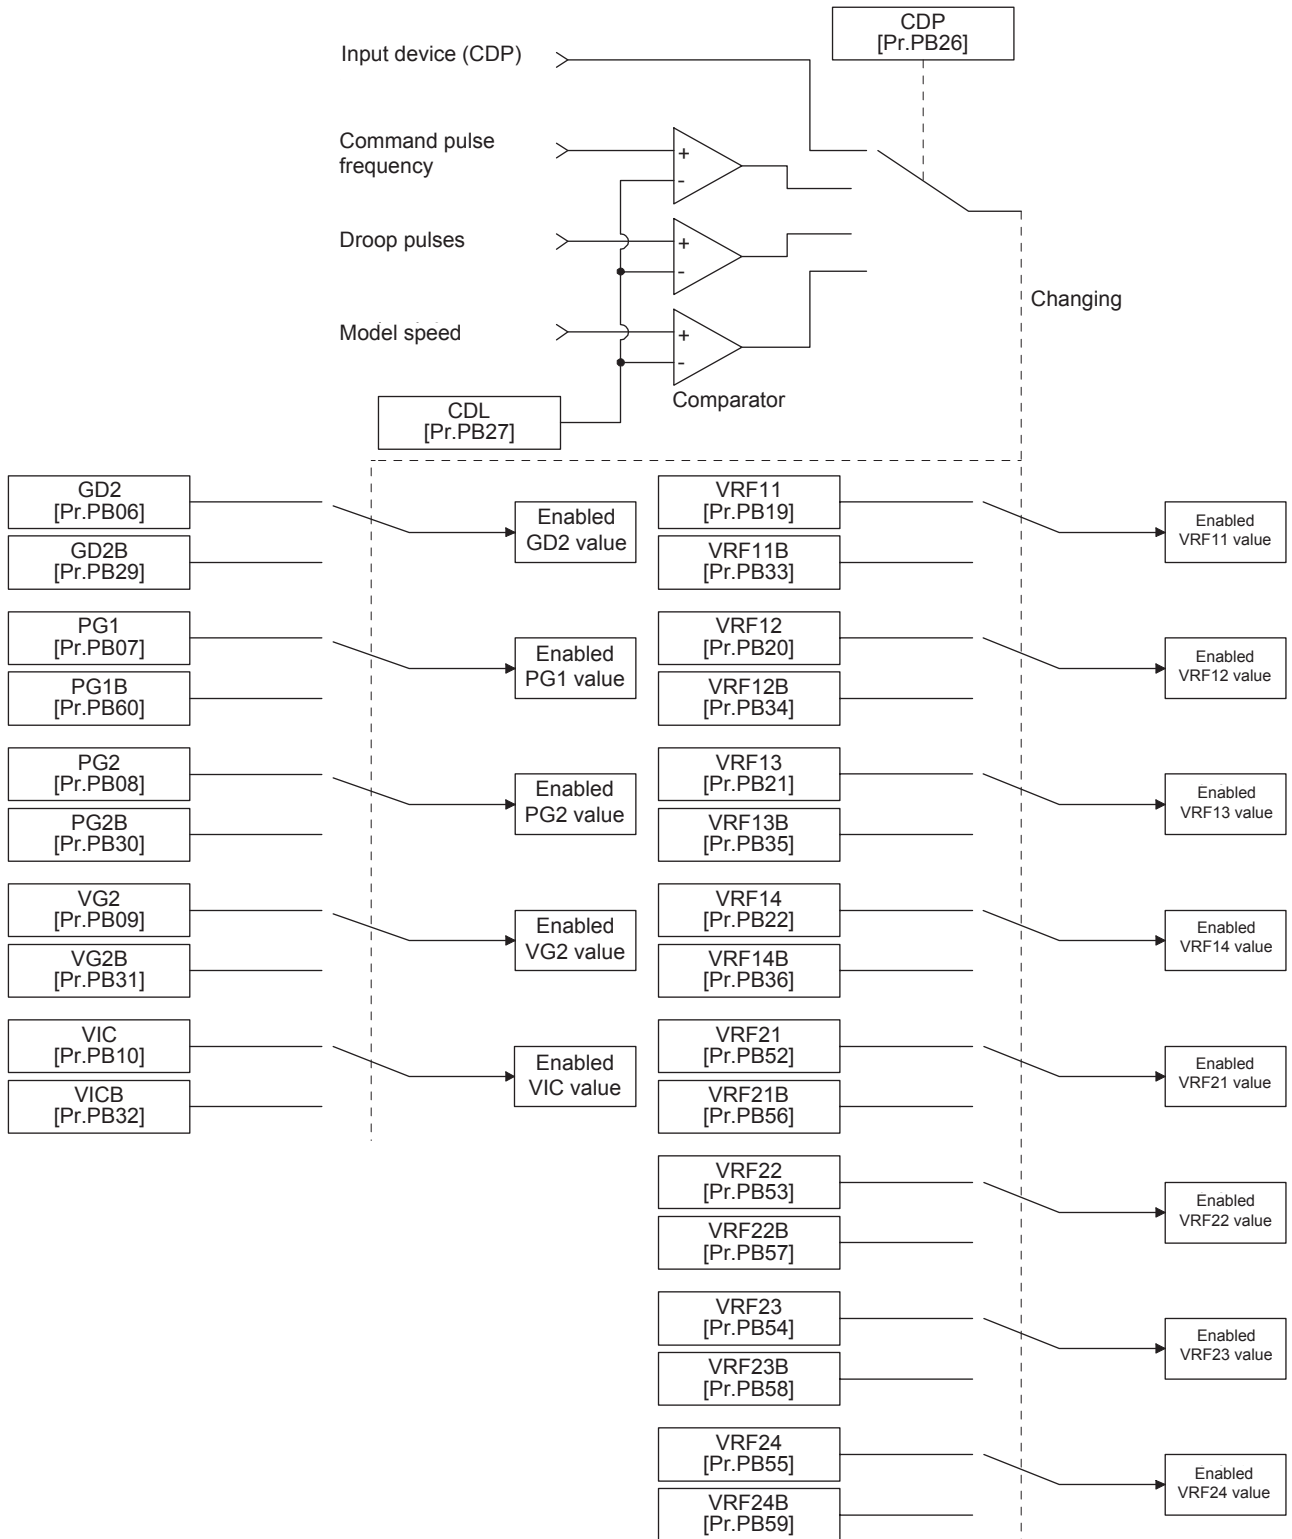 CDP
[Pr.PB26]
Input device (CDP)
Command pulse
frequency
+
-
Droop pulses
+
-
Changing
Model speed
+
-
Comparator
CDL
[Pr.PB27]
GD2
[Pr.PB06]
GD2B
[Pr.PB29]
Enabled
GD2 value
PG1
[Pr.PB07]
PG1B
[Pr.PB60]
Enabled
PG1 value
PG2
[Pr.PB08]
PG2B
[Pr.PB30]
Enabled
PG2 value
VG2
[Pr.PB09]
VG2B
[Pr.PB31]
Enabled
VG2 value
VIC
[Pr.PB10]
VICB
[Pr.PB32]
Enabled
VIC value
VRF11
[Pr.PB19]
VRF11B
[Pr.PB33]
Enabled
VRF11 value
VRF12
[Pr.PB20]
VRF12B
[Pr.PB34]
Enabled
VRF12 value
VRF13
[Pr.PB21]
VRF13B
[Pr.PB35]
Enabled
VRF13 value
VRF14
[Pr.PB22]
VRF14B
[Pr.PB36]
Enabled
VRF14 value
VRF21
[Pr.PB52]
VRF21B
[Pr.PB56]
Enabled
VRF21 value
VRF22
[Pr.PB53]
VRF22B
[Pr.PB57]
Enabled
VRF22 value
VRF23
[Pr.PB54]
VRF23B
[Pr.PB58]
Enabled
VRF23 value
VRF24
[Pr.PB55]
VRF24B
[Pr.PB59]
Enabled
VRF24 value